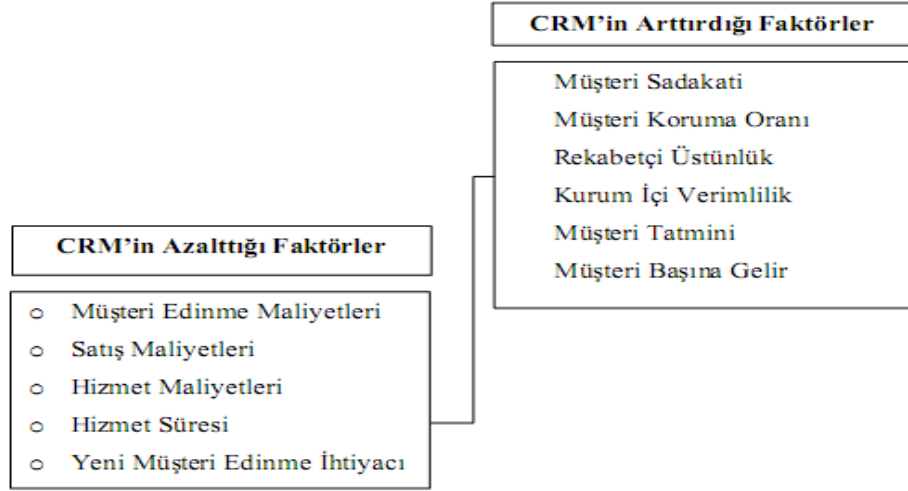 CRM’in Arttırdığı Faktörler
Müşteri Sadakati
Müşteri Koruma Oranı
Rekabetçi Üstünlük
Kurum İçi Verimlilik
Müşteri Tatmini
Müşteri Başına Gelir
CRM’in Azalttığı Faktörler
o Müşteri Edinme Maliyetleri
o Satış Maliyetleri
o Hizmet Maliyetleri
o Hizmet Süresi
o Yeni Müşteri Edinme İhtiyacı